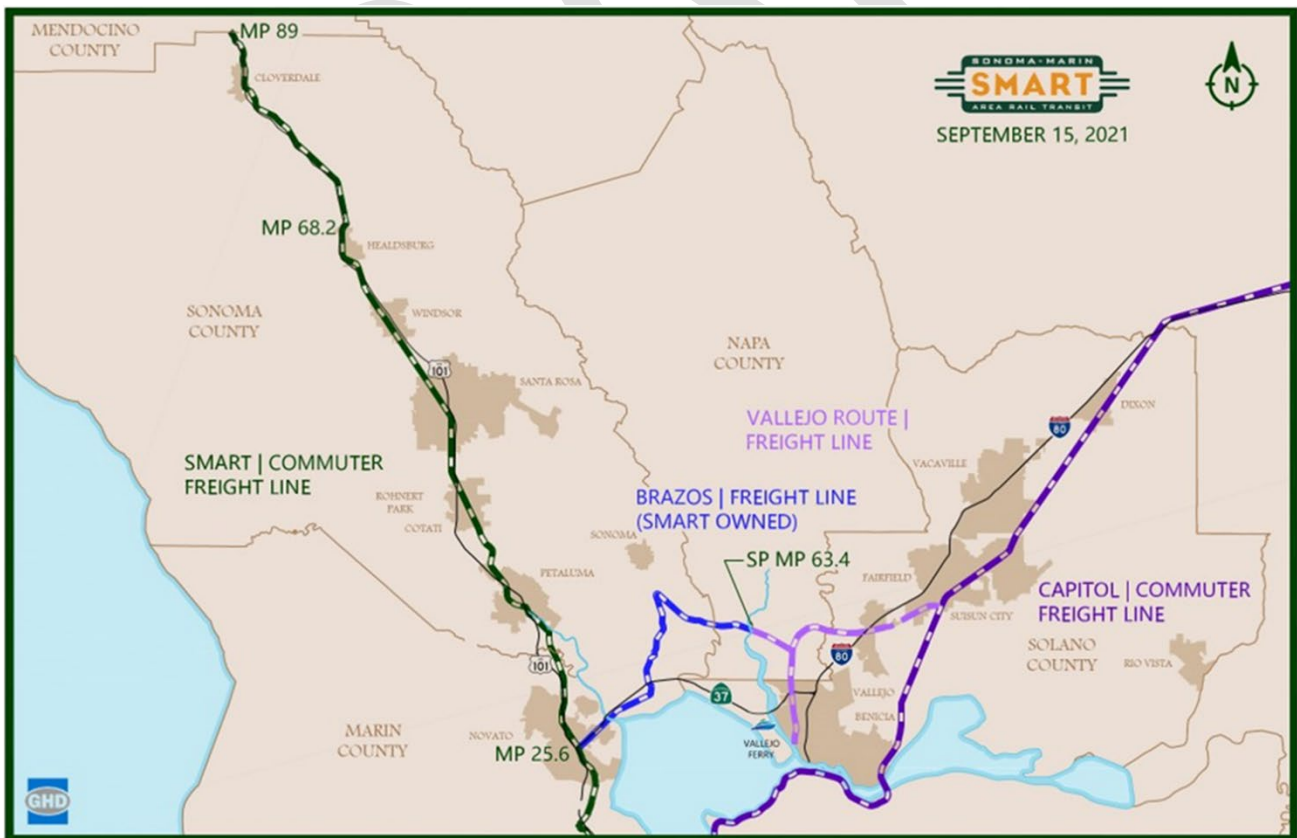 MENDOCINO
COUNTY
MP 89
CLOVERDALE
SONOMA-MARIN
SMART
AREA RAIL TRANSIT
N
SEPTEMBER 15, 2021
MP 68.2
HEALDSBURG
SONOMA
COUNTY
WINDSOR
101
SANTA ROSA
NAPA
COUNTY
VALLEJO ROUTE |
FREIGHT LINE
DIXON
80
VACAVILLE
SMART | COMMUTER
FREIGHT LINE
ROHNERT
PARK
COTATI
BRAZOS | FREIGHT LINE
(SMART OWNED)
SONOMA
SP MP 63.4
PETALUMA
FAIRFIELD
CAPITOL | COMMUTER
FREIGHT LINE
SUISUN CITY
SOLANO
COUNTY
RIO VISTA
101
80
37
VALLEJO
BENICIA
MARIN
COUNTY
NOVATO
MP 25.6
VALLEJO
FERRY
GHD